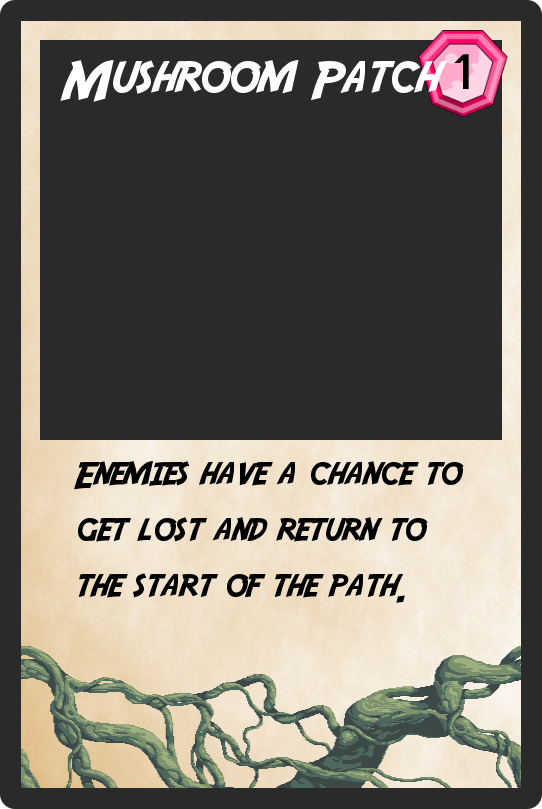 Mushroom Patch
1
Enemies have a chance to
get lost and return to
the start of the path.